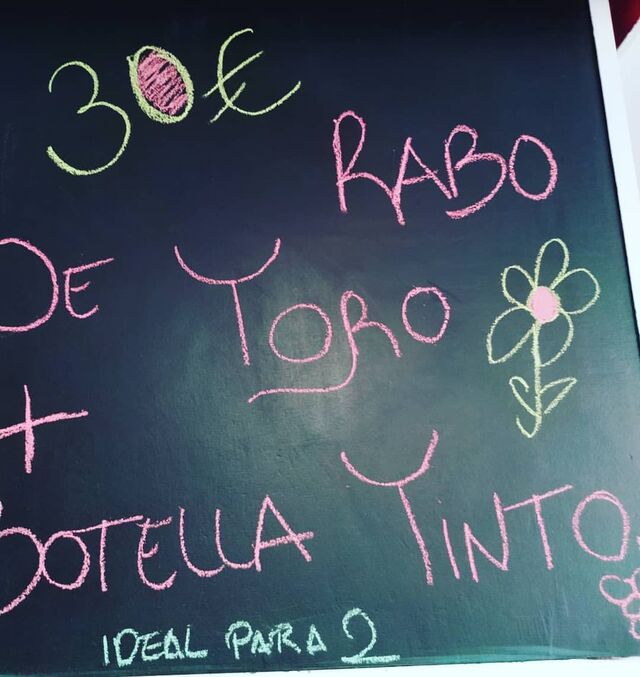 30€
RABO
DE TORO
+
BOTELLA TINTO.
IDEAL PARA 2